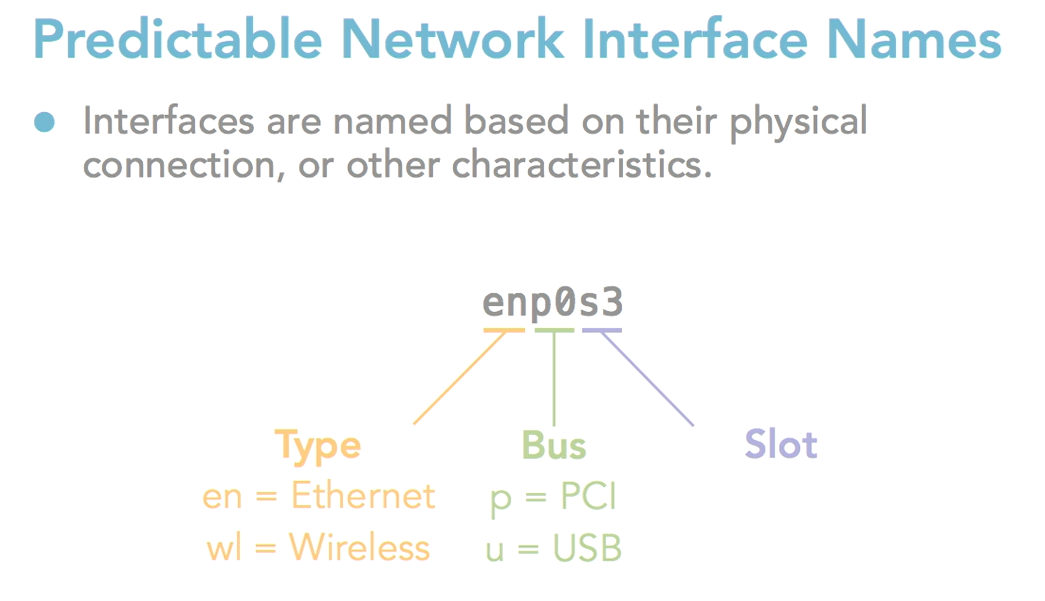 Predictable Network Interface Names
● Interfaces are named based on their physical
connection, or other characteristics.
enp0s3
Type Bus Slot
en = Ethernet p = PCI
wl = Wireless u = USB